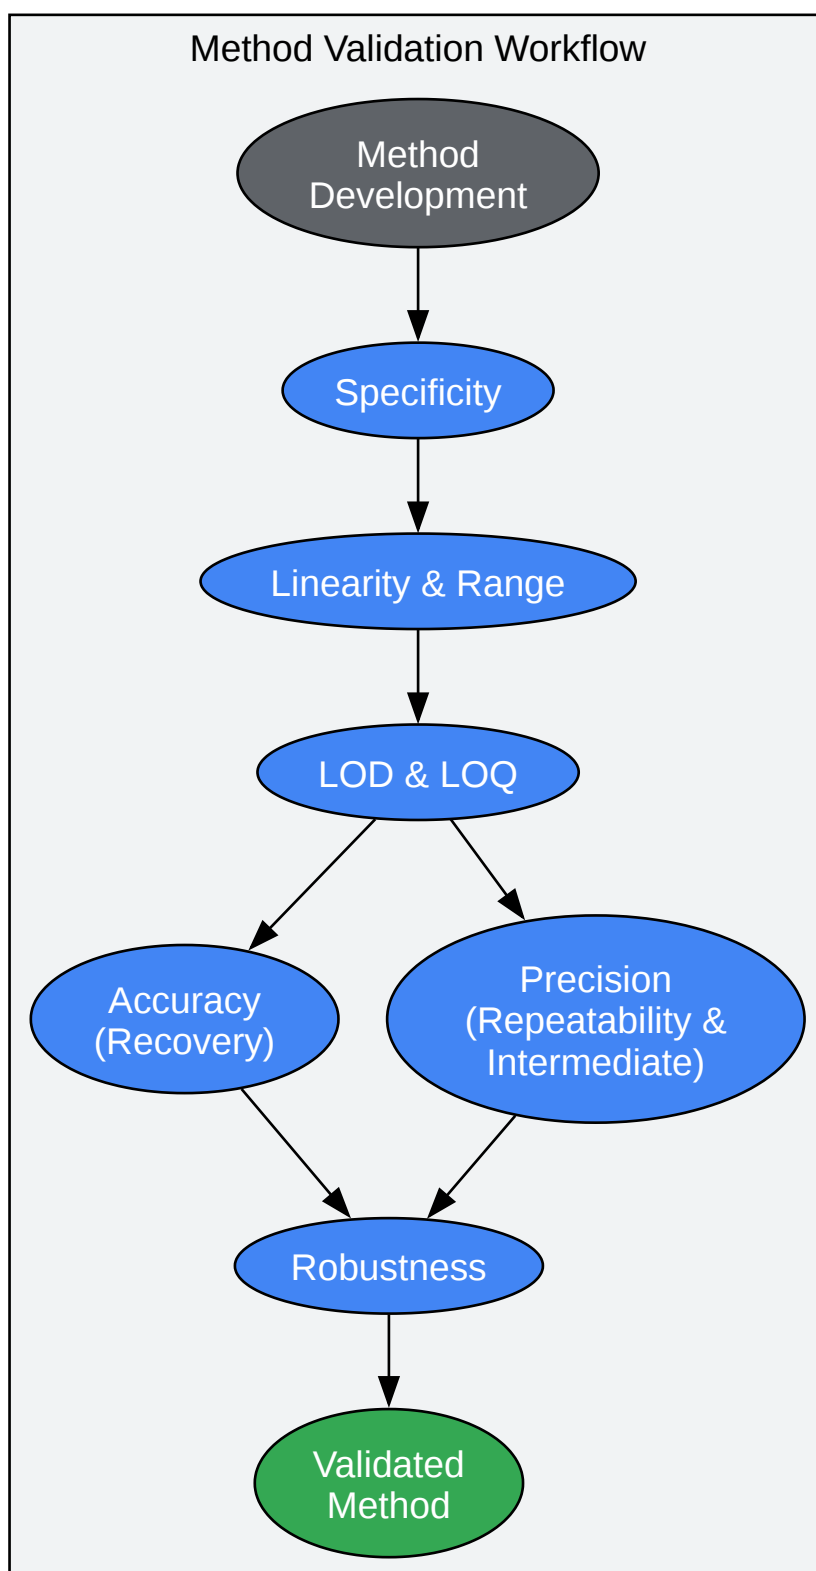 Method Validation Workflow
Method
Development
Specificity
Linearity & Range
LOD & LOQ
Accuracy
(Recovery)
Precision
(Repeatability &
Intermediate)
Robustness
Validated
Method